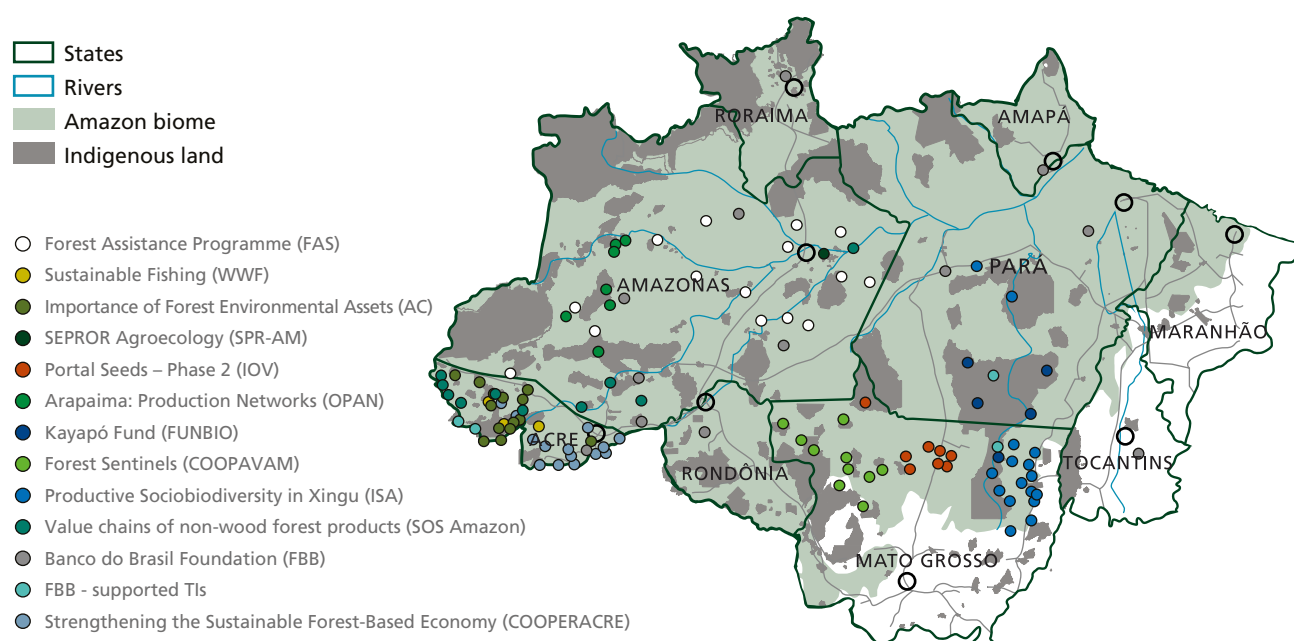 States
Rivers
Amazon biome
Indigenous land
Forest Assistance Programme (FAS)
Sustainable Fishing (WWF)
Importance of Forest Environmental Assets (AC)
SEPROR Agroecology (SPR-AM)
Portal Seeds – Phase 2 (IOV)
Arapaima: Production Networks (OPAN)
Kayapó Fund (FUNBIO)
Forest Sentinels (COOPAVAM)
Productive Sociobiodiversity in Xingu (ISA)
Value chains of non-wood forest products (SOS Amazon)
Banco do Brasil Foundation (FBB)
FBB - supported TIs
Strengthening the Sustainable Forest-Based Economy (COOPERACRE)
RORAIMA
AMAPÁ
AMAZONAS
PARÁ
MARANHÃO
ACRE
RONDÔNIA
TOCANTINS
MATO GROSSO